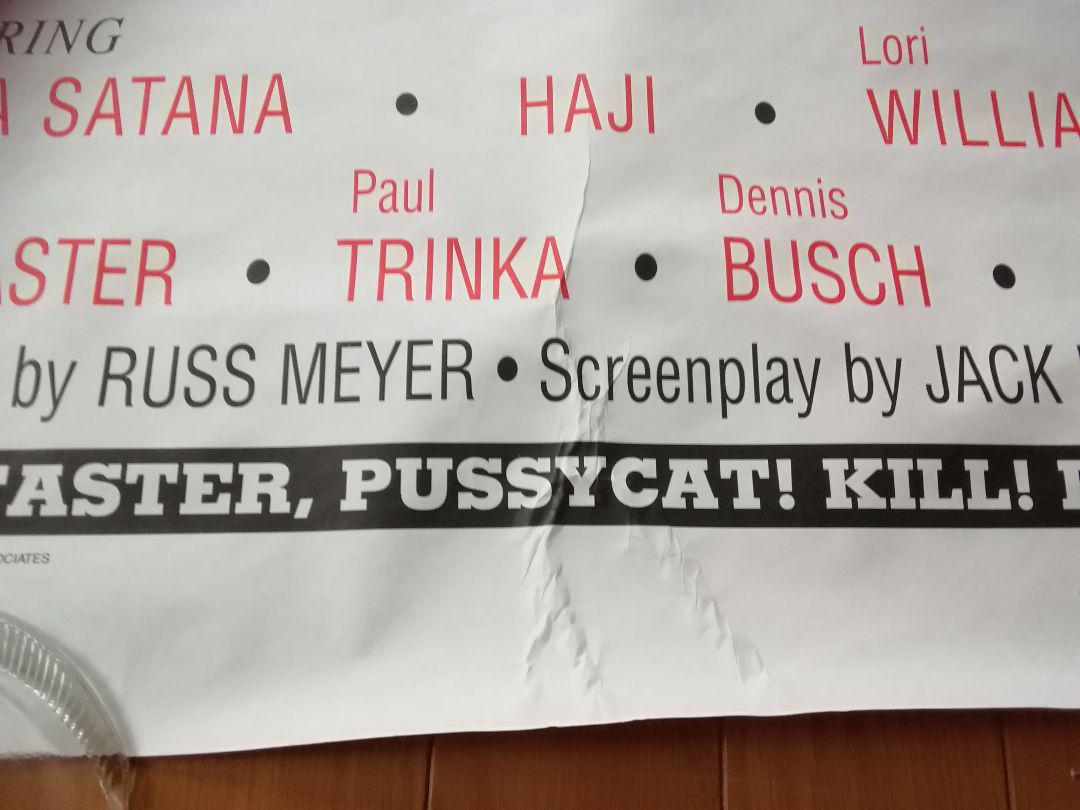 RING
Lori
A SATANA • HAJI • WILLIA
Paul Dennis
ASTER • TRINKA • BUSCH •
by RUSS MEYER • Screenplay by JACK
FASTER, PUSSYCAT! KILL!
OCIATES